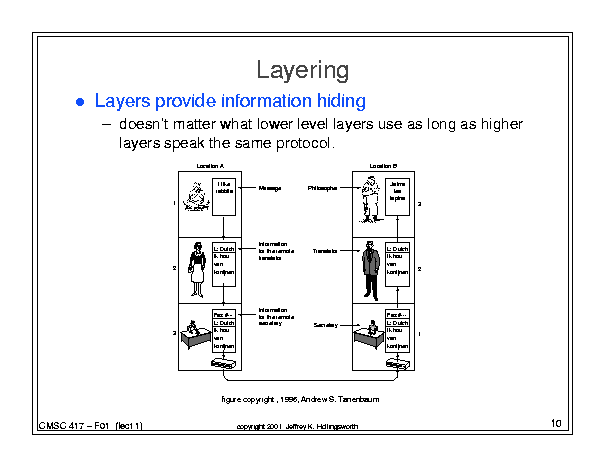 Layering
● Layers provide information hiding
– doesn't matter what lower level layers use as long as higher
layers speak the same protocol.
Location A
Location B
I like
rabbits
Message
Philosopher
J'aime
les
lapins
1
3
Information
for the remote
translator
L: Dutch
Ik hou
van
konijnen
Translator
L: Dutch
Ik hou
van
konijnen
2
2
Information
for the remote
secretary
Fax #--
L: Dutch
Ik hou
van
konijnen
Secretary
Fax #--
L: Dutch
Ik hou
van
konijnen
3
1
figure copyright , 1996, Andrew S. Tanenbaum
CMSC 417 – F01 (lect 1)
copyright 2001 Jeffrey K. Hollingsworth
10